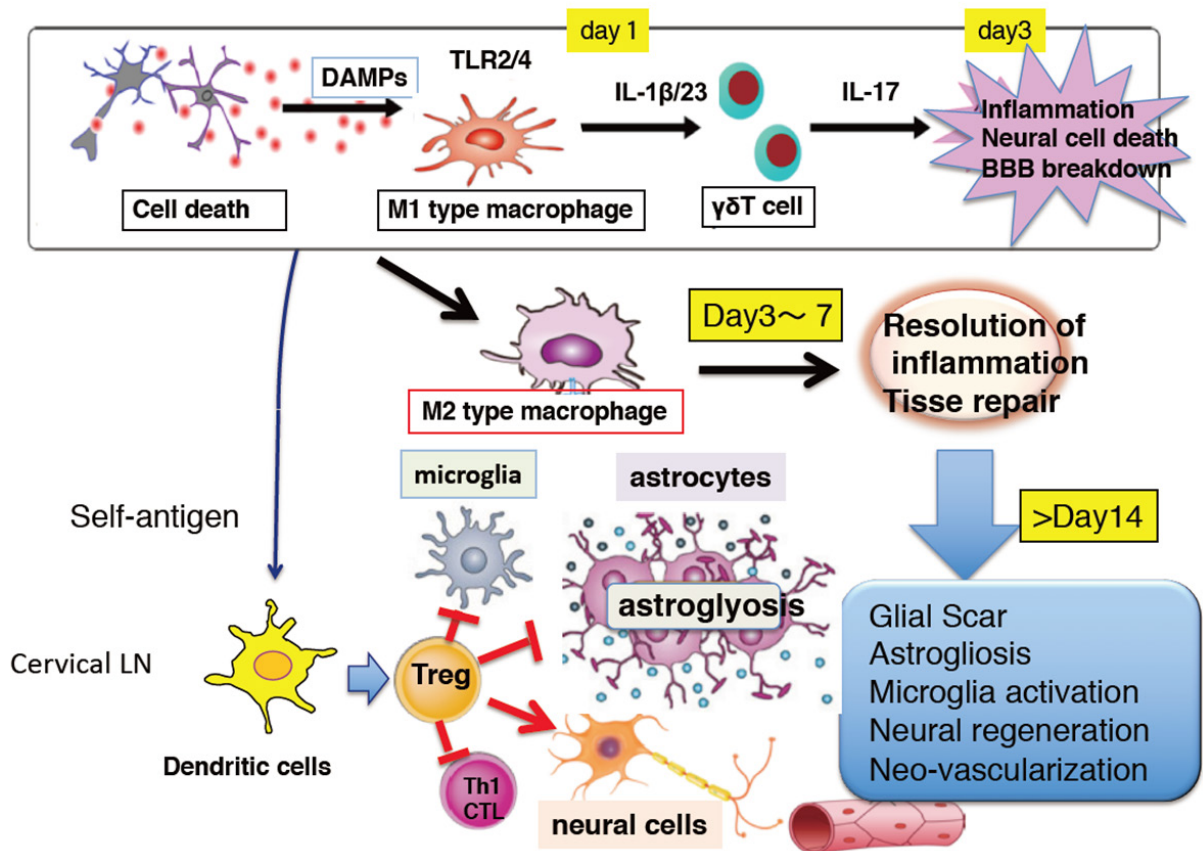 day 1
day3
DAMPs
TLR2/4
IL-1β/23
IL-17
Inflammation
Neural cell death
BBB breakdown
Cell death
M1 type macrophage
γδT cell
Day3～ 7
Resolution of
inflammation
Tisse repair
M2 type macrophage
microglia
astrocytes
Self-antigen
>Day14
astroglyosis
Glial Scar
Astrogliosis
Microglia activation
Neural regeneration
Neo-vascularization
Cervical LN
Treg
Dendritic cells
Th1
CTL
neural cells